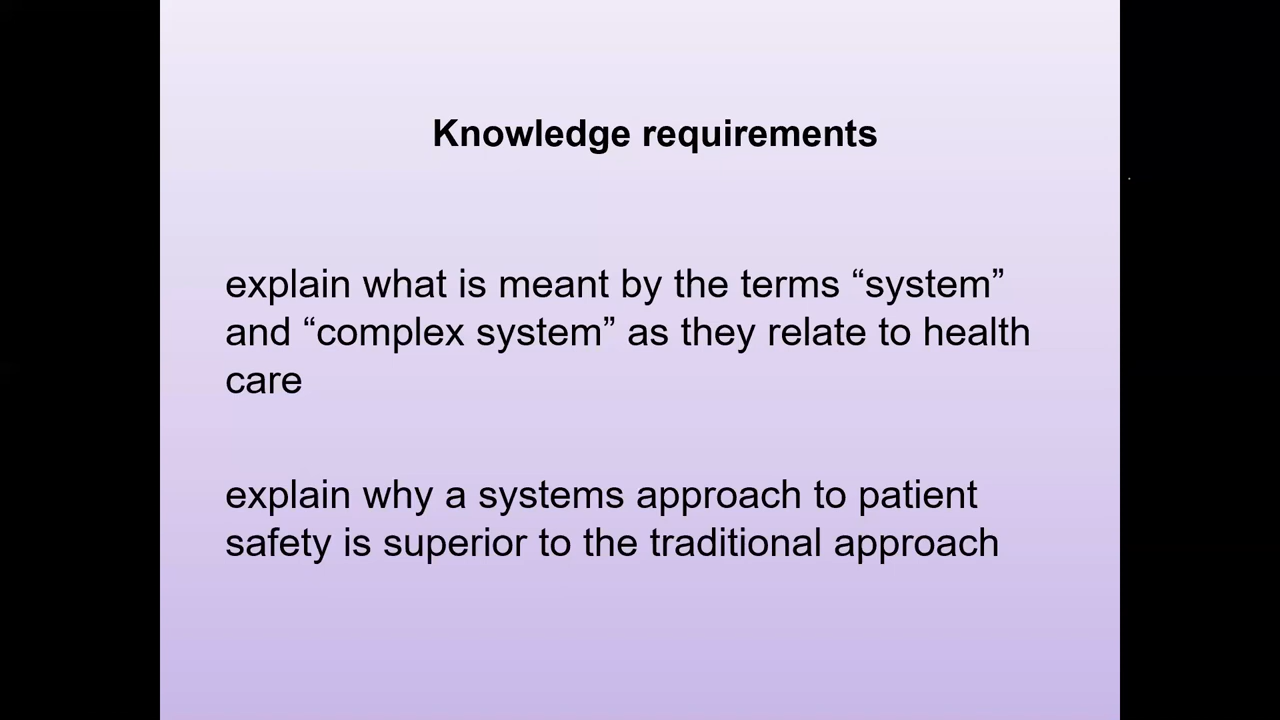 Knowledge requirements
explain what is meant by the terms “system”
and “complex system” as they relate to health
care
explain why a systems approach to patient
safety is superior to the traditional approach